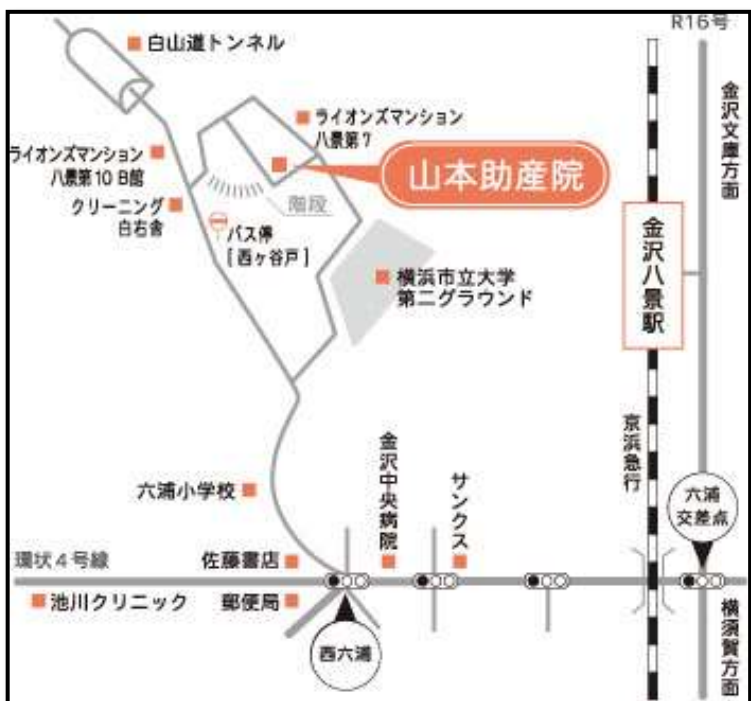 R16号
白山道トンネル
ライオンズマンション
八景第7
金沢文庫方面
ライオンズマンション
八景第10 B館
山本助産院
クリーニング
白右舎
階段
バス停
[西ヶ谷戸]
金沢八景駅
横浜市立大学
第二グラウンド
京浜急行
金沢中央病院
サンクス
六浦
交差点
六浦小学校
環状4号線
佐藤書店
池川クリニック
郵便局
西六浦
横須賀方面